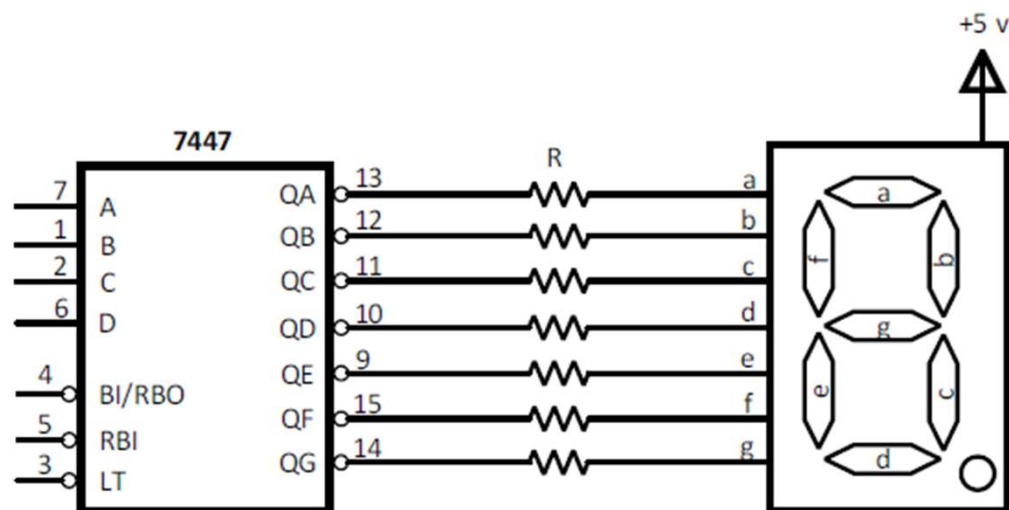 +5 v
7447
R
7 A QA 13 a
1 B QB 12 b
2 C QC 11 c
6 D QD 10 d
QE 9 e
4 BI/RBO QF 15 f
5 RBI QG 14 g
3 LT
a
f b
g
e c
d